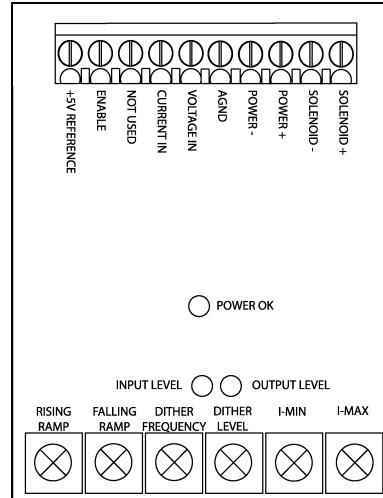 +5V REFERENCE
ENABLE
NOT USED
CURRENT IN
VOLTAGE IN
AGND
POWER -
POWER +
SOLENOID -
SOLENOID +
POWER OK
INPUT LEVEL
OUTPUT LEVEL
RISING
RAMP
FALLING
RAMP
DITHER
FREQUENCY
DITHER
LEVEL
I-MIN
I-MAX